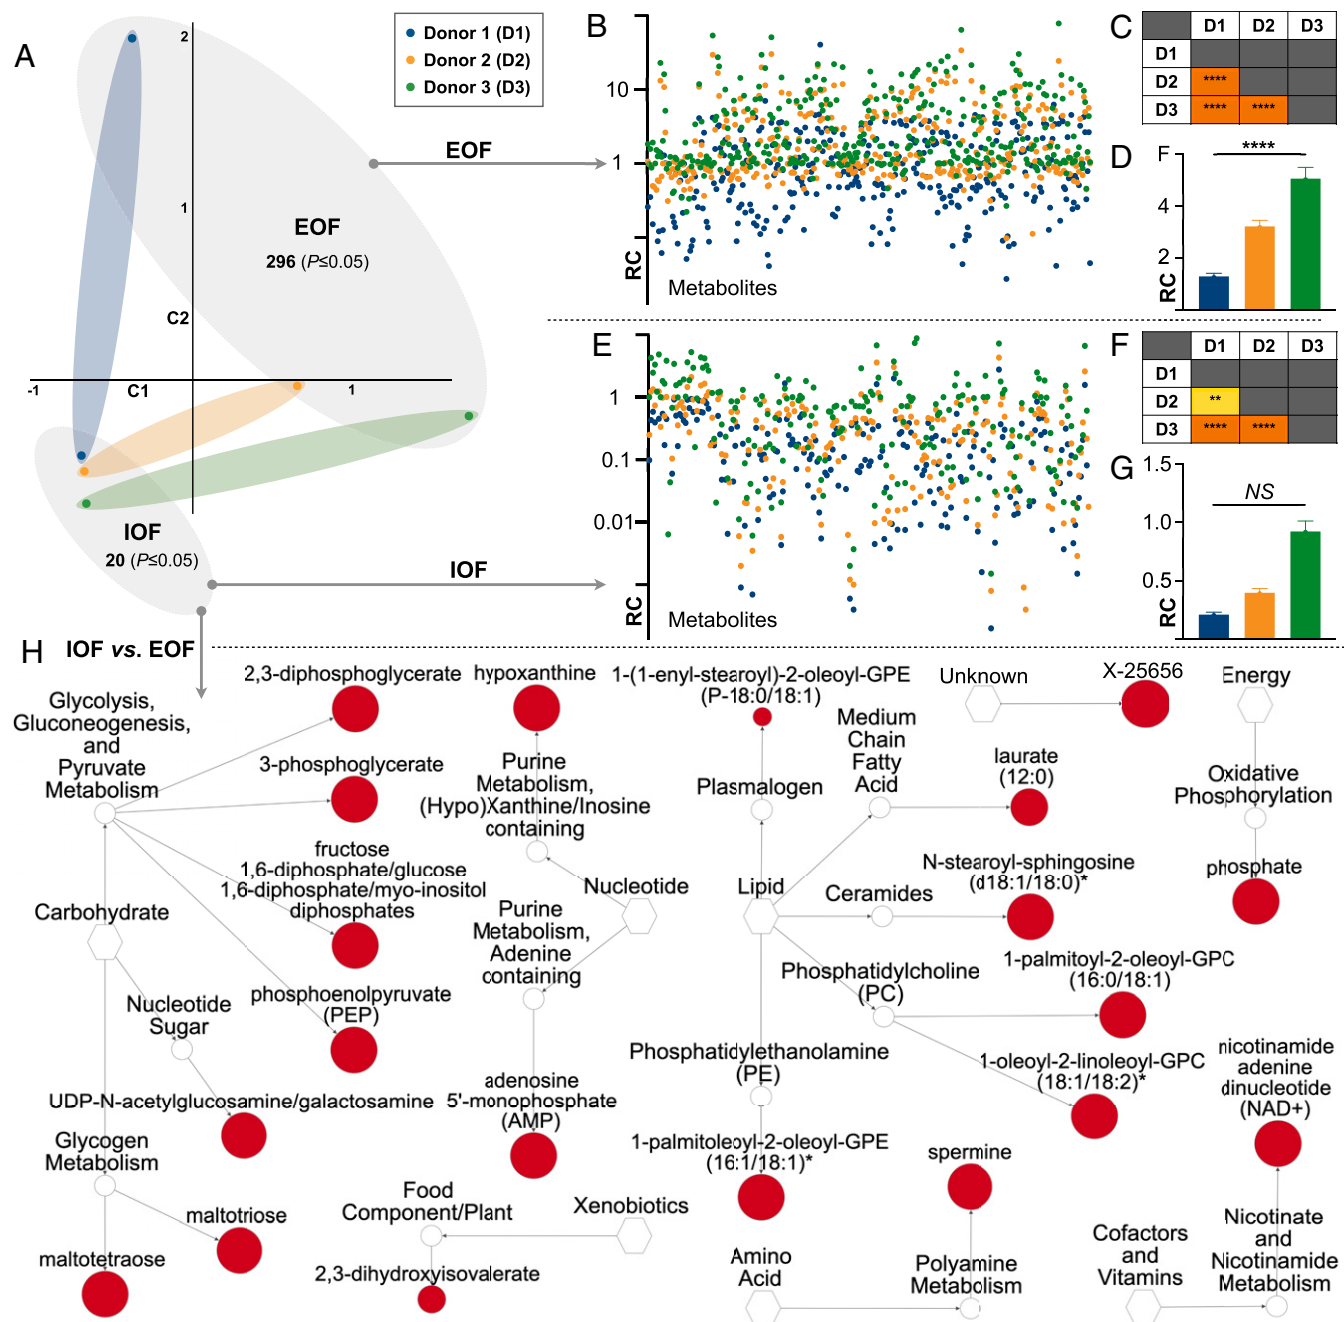 A
2
1
C2
-1
C1
1
Donor 1 (D1)
Donor 2 (D2)
Donor 3 (D3)
EOF
EOF
296 (P≤0.05)
IOF
20 (P≤0.05)
IOF
B
10
1
RC
Metabolites
C
D1 D2 D3
D1
D2 ****
D3 **** ****
D
F
****
4
2
RC
E
1
0.1
0.01
RC
Metabolites
F
D1 D2 D3
D1
D2 **
D3 **** ****
G
1.5
NS
1.0
0.5
RC
H
IOF vs. EOF
Glycolysis,
Gluconeogenesis,
and
Pyruvate
Metabolism
2,3-diphosphoglycerate
3-phosphoglycerate
fructose
1,6-diphosphate/glucose
1,6-diphosphate/myo-inositol
diphosphates
phosphoenolpyruvate
(PEP)
Carbohydrate
Nucleotide
Sugar
UDP-N-acetylglucosamine/galactosamine
Glycogen
Metabolism
maltotriose
maltotetraose
hypoxanthine
Purine
Metabolism,
(Hypo)Xanthine/Inosine
containing
Nucleotide
Purine
Metabolism,
Adenine
containing
adenosine
5'-monophosphate
(AMP)
Food
Component/Plant
Xenobiotics
2,3-dihydroxyisovalerate
1-(1-enyl-stearoyl)-2-oleoyl-GPE
(P-18:0/18:1)
Plasmalogen
Medium
Chain
Fatty
Acid
laurate
(12:0)
Lipid
Ceramides
N-stearoyl-sphingosine
(d18:1/18:0)*
Phosphatidylcholine
(PC)
1-palmitoyl-2-oleoyl-GPC
(16:0/18:1)
1-oleoyl-2-linoleoyl-GPC
(18:1/18:2)*
Phosphatidylethanolamine
(PE)
1-palmitoleoyl-2-oleoyl-GPE
(16:1/18:1)*
Unknown
X-25656
Energy
Oxidative
Phosphorylation
phosphate
Amino
Acid
Polyamine
Metabolism
spermine
Cofactors
and
Vitamins
Nicotinate
and
Nicotinamide
Metabolism
nicotinamide
adenine
dinucleotide
(NAD+)